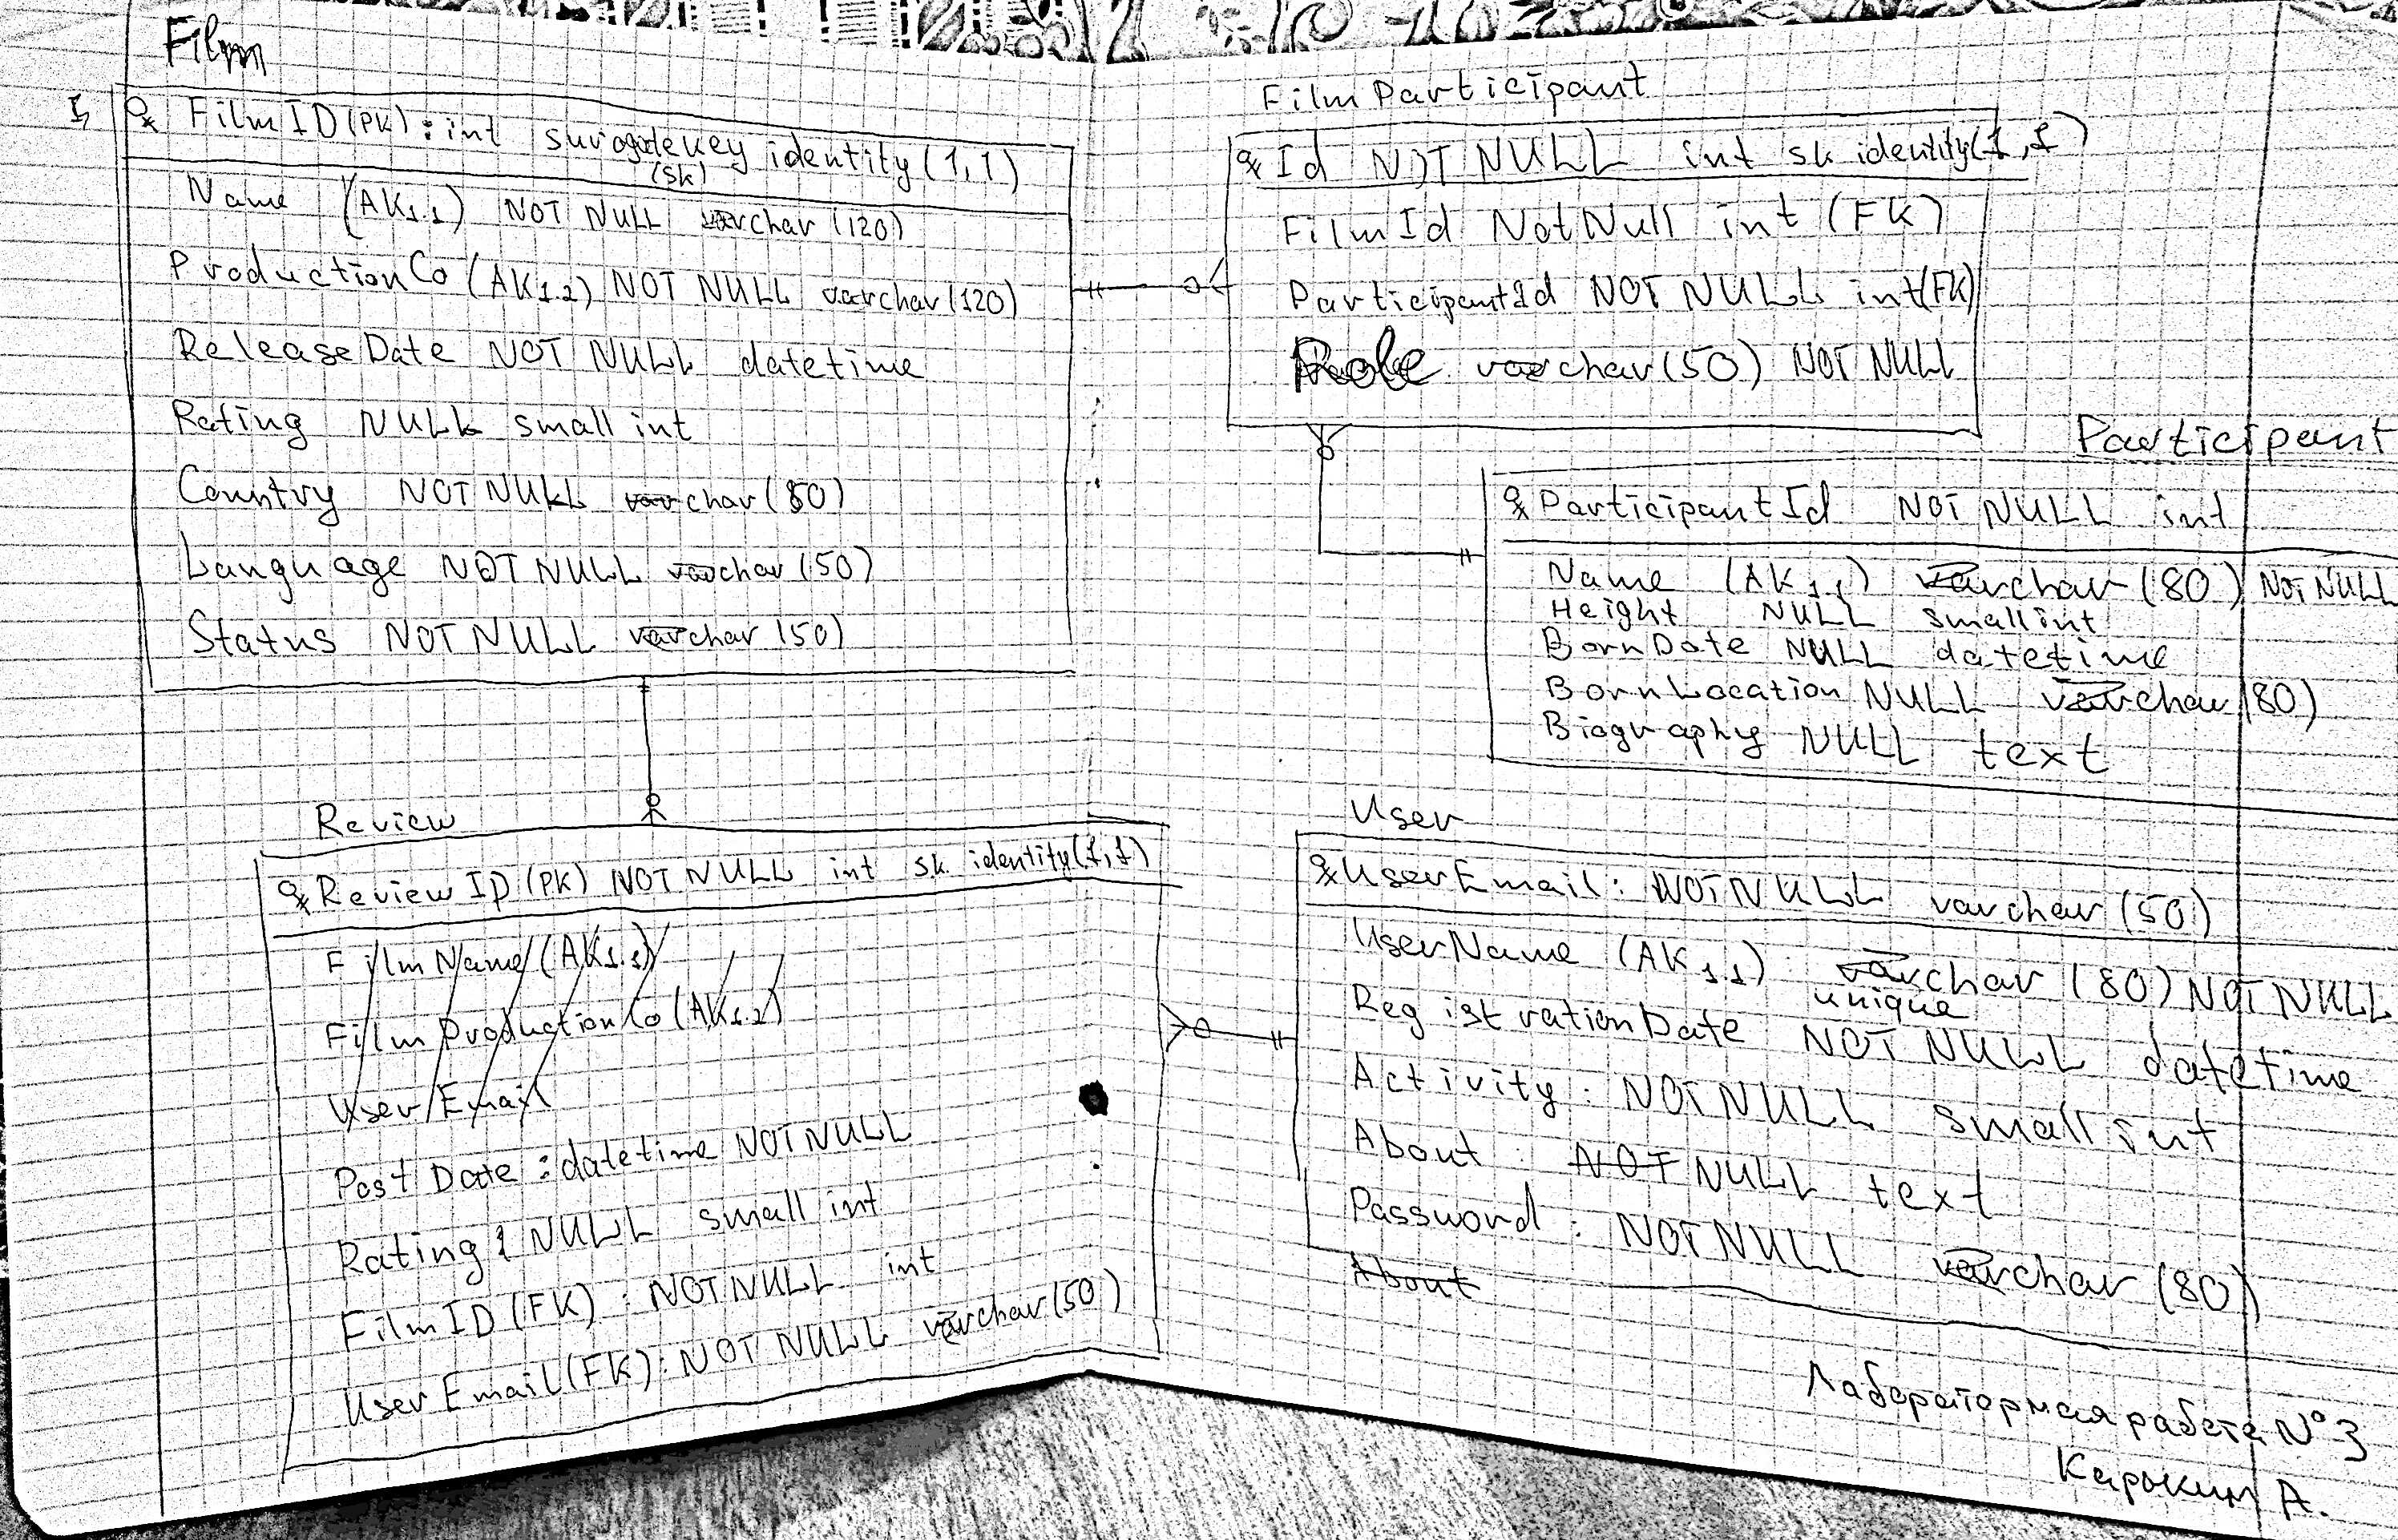 Film
FilmID(PK): int surogatekey identity(1,1)
(sk)
Name (AK1.1) NOT NULL varchar(120)
ProductionCo (AK1.2) NOT NULL varchar(120)
ReleaseDate NOT NULL datetime
Rating NULL small int
Country NOT NULL varchar(80)
Language NOT NULL varchar(50)
Status NOT NULL varchar(50)
FilmParticipant
Id NOT NULL int sk identity(1,1)
FilmId NotNull int (FK)
ParticipantId NOT NULL int(FK)
Role varchar(50) NOT NULL
Participant
ParticipantId NOT NULL int
Name (AK1.1) varchar(80) NOT NULL
Height NULL smallint
BornDate NULL datetime
BornLocation NULL varchar(80)
Biography NULL text
Review
ReviewID(PK) NOT NULL int sk identity(1,1)
FilmName(AK1.1)
FilmProductionCo(AK1.2)
UserEmail
Post Date: datetime NOT NULL
Rating: NULL small int
FilmID(FK): NOT NULL int
UserEmail(FK): NOT NULL varchar(50)
User
UserEmail: NOT NULL varchar(50)
UserName (AK1.1) varchar(80) NOT NULL
unique
RegistrationDate NOT NULL datetime
Activity: NOT NULL small int
About: NOT NULL text
Password: NOT NULL varchar(80)
About
Лабораторная работа №3
Карыкин А.